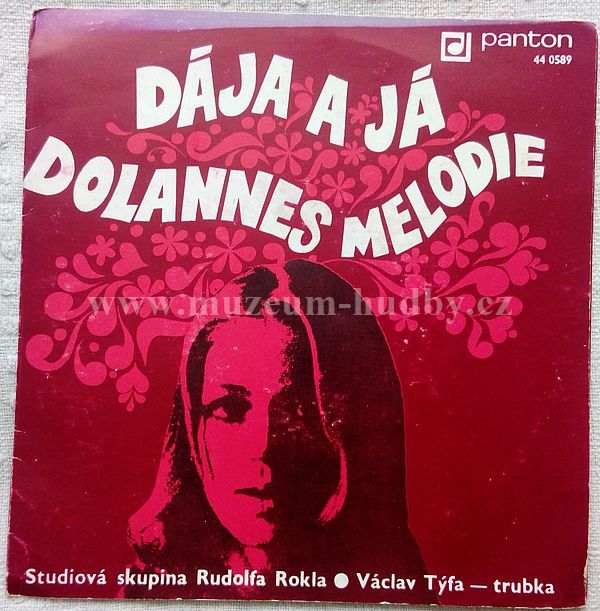 panton
44 0589
DÁJA A JÁ
DOLANNES MELODIE
www.muzeum-hudby.cz
Studiová skupina Rudolfa Rokla ● Václav Týfa — trubka